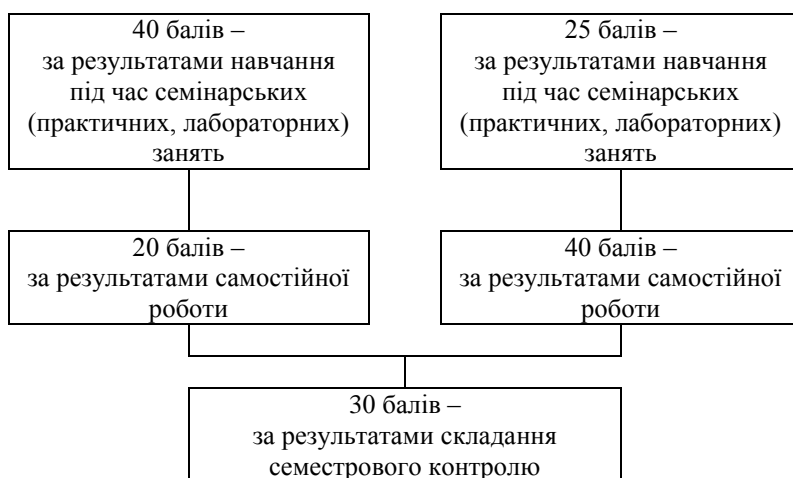 40 балів –
за результатами навчання
під час семінарських
(практичних, лабораторних)
занять
25 балів –
за результатами навчання
під час семінарських
(практичних, лабораторних)
занять
20 балів –
за результатами самостійної
роботи
40 балів –
за результатами самостійної
роботи
30 балів –
за результатами складання
семестрового контролю